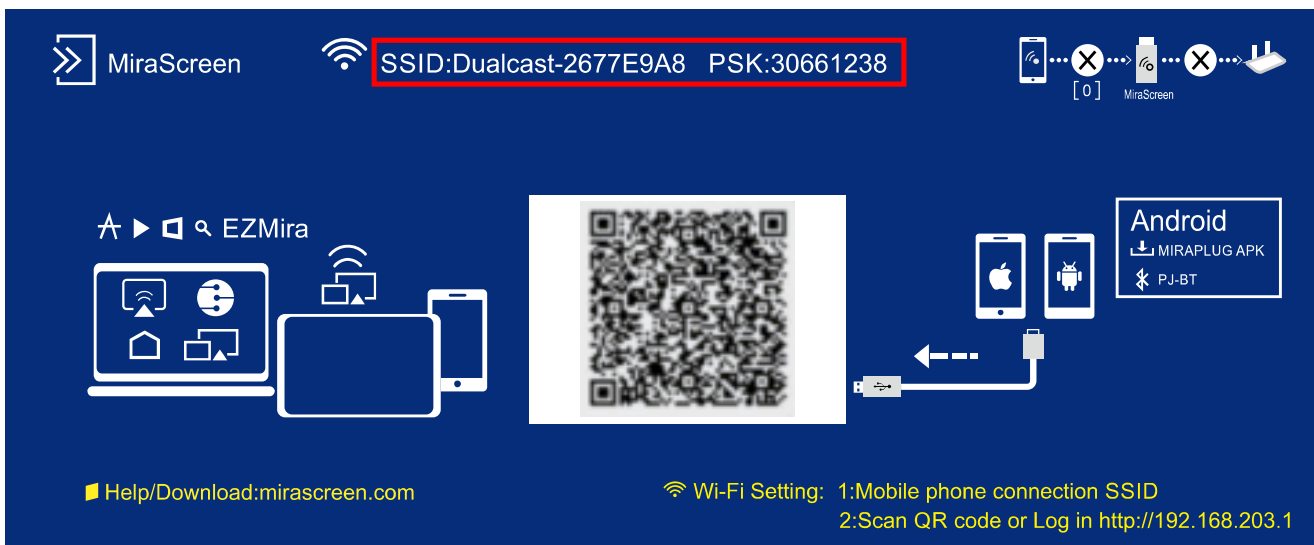 MiraScreen
SSID:Dualcast-2677E9A8 PSK:30661238
[0]
MiraScreen
EZMira
Android
MIRAPLUG APK
PJ-BT
Help/Download:mirascreen.com
Wi-Fi Setting: 1:Mobile phone connection SSID
2:Scan QR code or Log in http://192.168.203.1